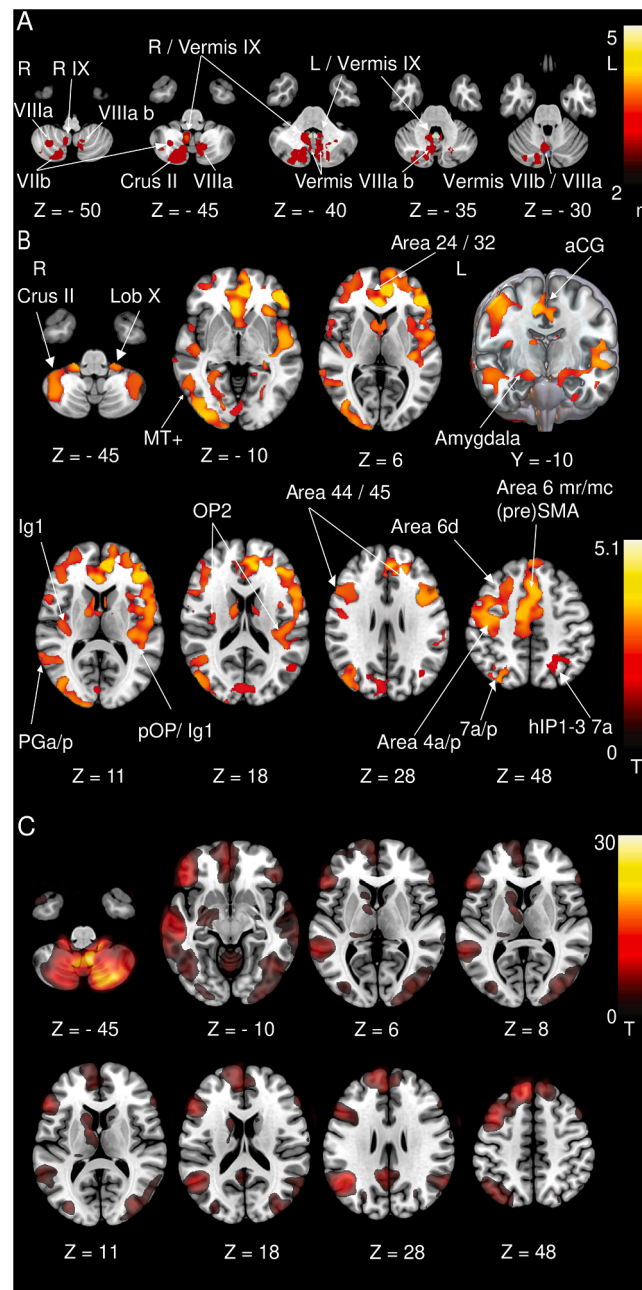 A
5
R / Vermis IX
L / Vermis IX
L
R
R IX
VIIIa
VIIIa b
VIIb
Crus II
VIIIa
Vermis VIIIa b
Vermis VIIb / VIIIa
2
Z = - 50
Z = - 45
Z = - 40
Z = - 35
Z = - 30
B
Area 24 / 32
aCG
R
L
Crus II
Lob X
MT+
Amygdala
Z = - 45
Z = - 10
Z = 6
Y = -10
Area 44 / 45
Area 6 mr/mc
(pre)SMA
Ig1
OP2
Area 6d
5.1
PGa/p
pOP/ Ig1
Area 4a/p
7a/p
hIP1-3 7a
0
T
Z = 11
Z = 18
Z = 28
Z = 48
C
30
0
T
Z = - 45
Z = - 10
Z = 6
Z = 8
Z = 11
Z = 18
Z = 28
Z = 48